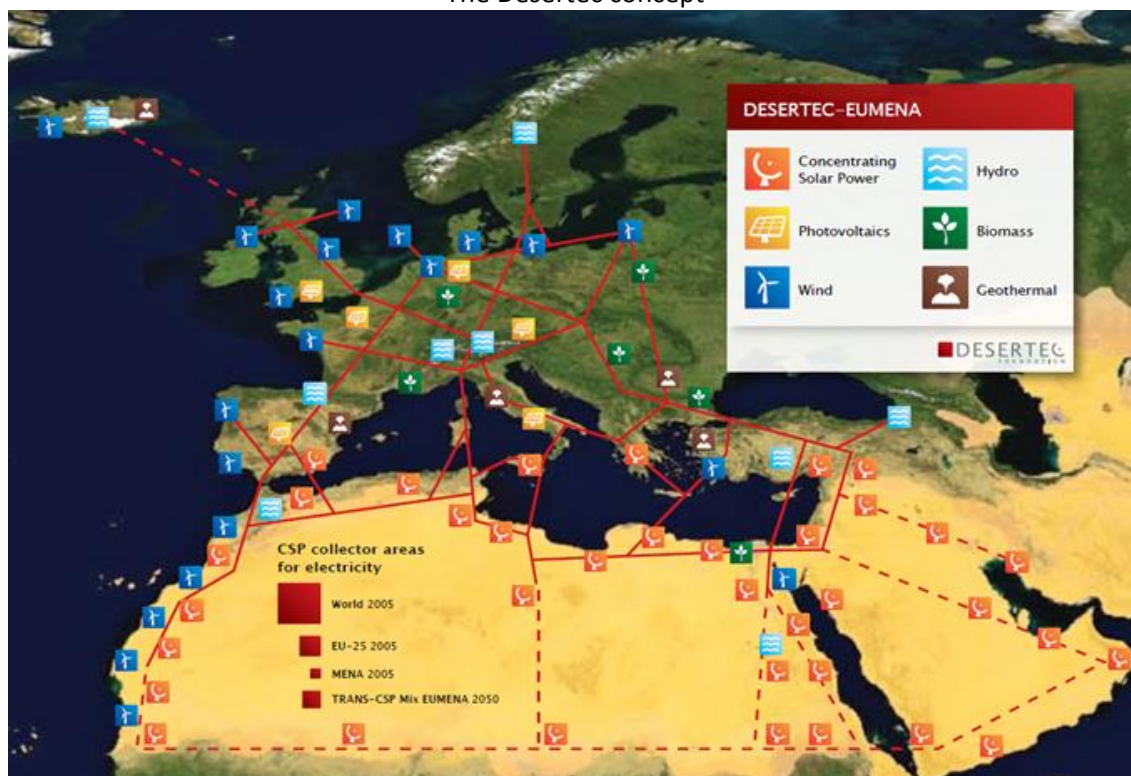 The Desertec concept
DESERTEC-EUMENA
Concentrating
Solar Power
Hydro
Photovoltaics
Biomass
Wind
Geothermal
DESERTEC
FOUNDATION
CSP collector areas
for electricity
World 2005
EU-25 2005
MENA 2005
TRANS-CSP Mix EUMENA 2050